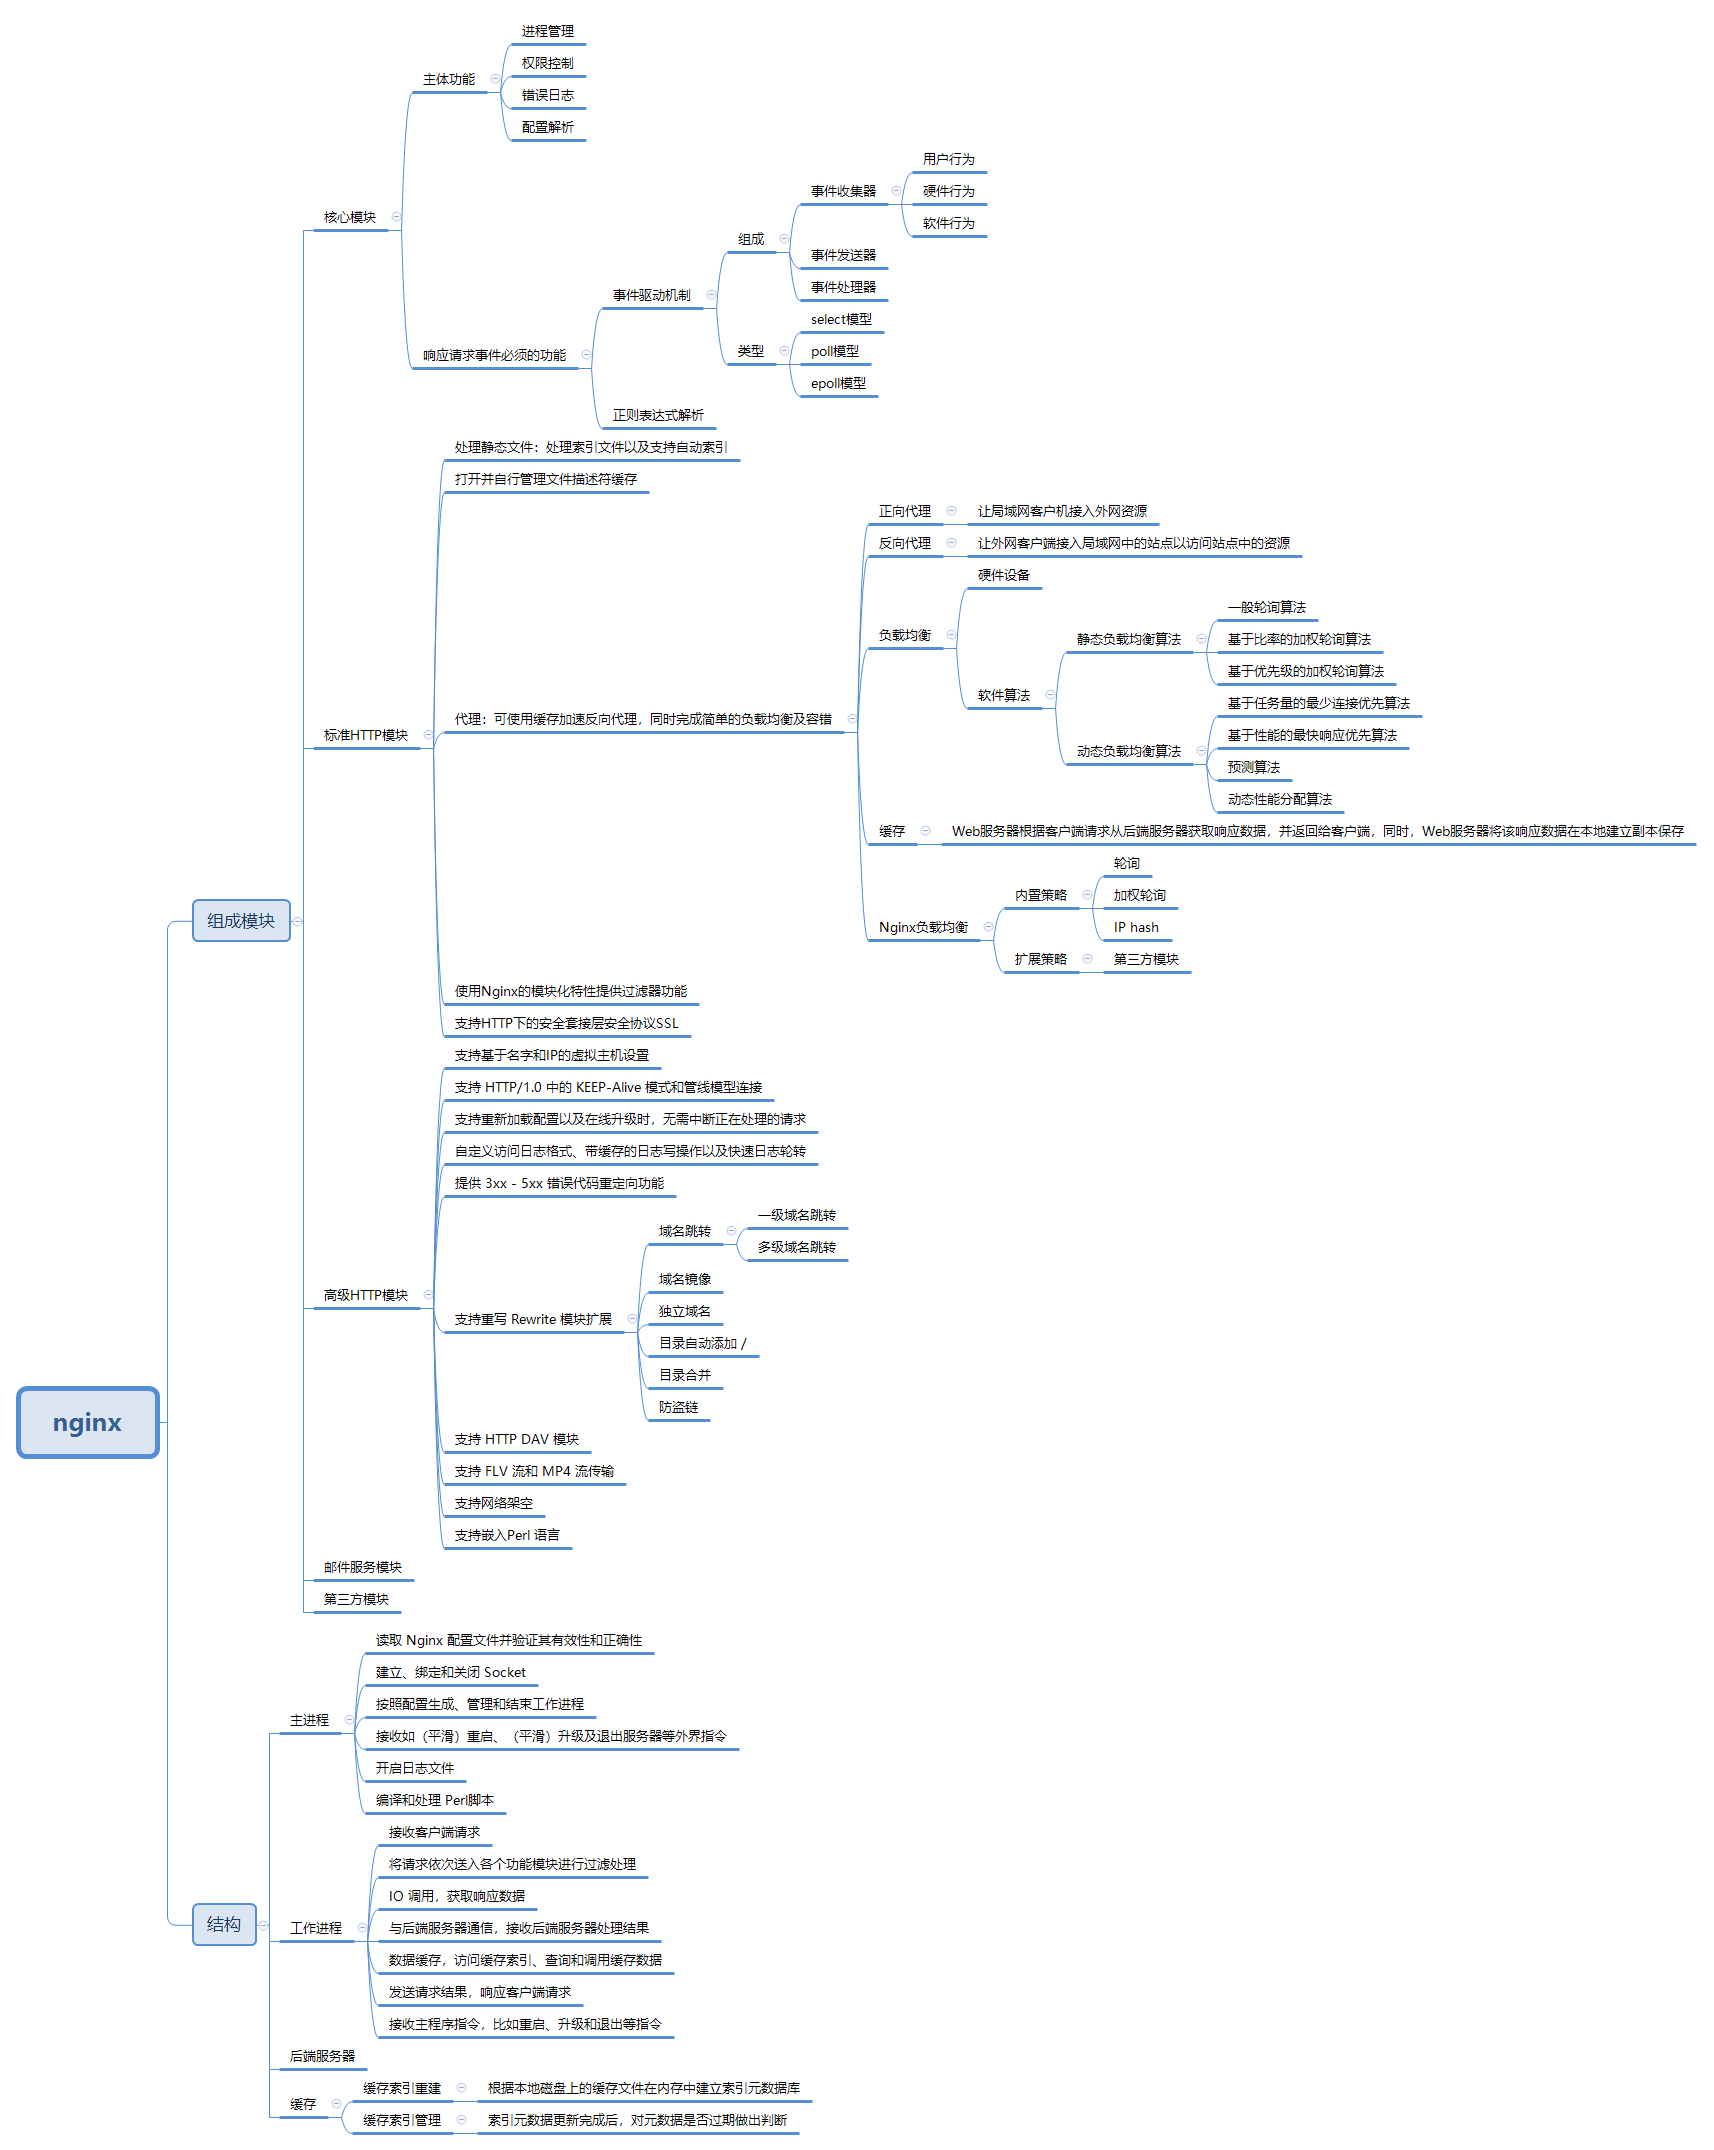 nginx
组成模块
核心模块
主体功能
进程管理
权限控制
错误日志
配置解析
响应请求事件必须的功能
事件驱动机制
组成
事件收集器
用户行为
硬件行为
软件行为
事件发送器
事件处理器
类型
select模型
poll模型
epoll模型
正则表达式解析
标准HTTP模块
处理静态文件：处理索引文件以及支持自动索引
打开并自行管理文件描述符缓存
代理：可使用缓存加速反向代理，同时完成简单的负载均衡及容错
正向代理
让局域网客户机接入外网资源
反向代理
让外网客户端接入局域网中的站点以访问站点中的资源
负载均衡
硬件设备
软件算法
静态负载均衡算法
一般轮询算法
基于比率的加权轮询算法
基于优先级的加权轮询算法
动态负载均衡算法
基于任务量的最少连接优先算法
基于性能的最快响应优先算法
预测算法
动态性能分配算法
缓存
Web服务器根据客户端请求从后端服务器获取响应数据，并返回给客户端，同时，Web服务器将该响应数据在本地建立副本保存
Nginx负载均衡
内置策略
轮询
加权轮询
IP hash
扩展策略
第三方模块
使用Nginx的模块化特性提供过滤器功能
支持HTTP下的安全套接层安全协议SSL
高级HTTP模块
支持基于名字和IP的虚拟主机设置
支持 HTTP/1.0 中的 KEEP-Alive 模式和管线模型连接
支持重新加载配置以及在线升级时，无需中断正在处理的请求
自定义访问日志格式、带缓存的日志写操作以及快速日志轮转
提供 3xx - 5xx 错误代码重定向功能
支持重写 Rewrite 模块扩展
域名跳转
一级域名跳转
多级域名跳转
域名镜像
独立域名
目录自动添加 /
目录合并
防盗链
支持 HTTP DAV 模块
支持 FLV 流和 MP4 流传输
支持网络架空
支持嵌入Perl 语言
邮件服务模块
第三方模块
结构
主进程
读取 Nginx 配置文件并验证其有效性和正确性
建立、绑定和关闭 Socket
按照配置生成、管理和结束工作进程
接收如（平滑）重启、（平滑）升级及退出服务器等外界指令
开启日志文件
编译和处理 Perl脚本
工作进程
接收客户端请求
将请求依次送入各个功能模块进行过滤处理
IO 调用，获取响应数据
与后端服务器通信，接收后端服务器处理结果
数据缓存，访问缓存索引、查询和调用缓存数据
发送请求结果，响应客户端请求
接收主程序指令，比如重启、升级和退出等指令
后端服务器
缓存
缓存索引重建
根据本地磁盘上的缓存文件在内存中建立索引元数据库
缓存索引管理
索引元数据更新完成后，对元数据是否过期做出判断